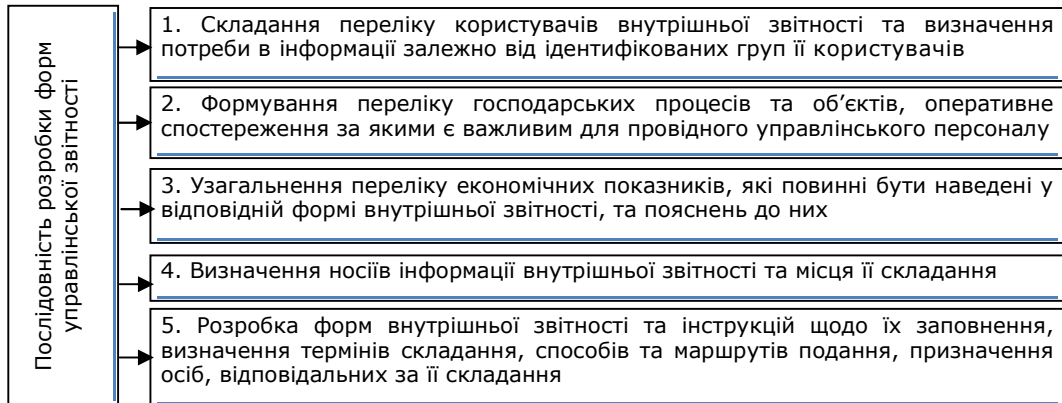 Послідовність розробки форм
управлінської звітності
1. Складання переліку користувачів внутрішньої звітності та визначення
потреби в інформації залежно від ідентифікованих груп її користувачів
2. Формування переліку господарських процесів та об’єктів, оперативне
спостереження за якими є важливим для провідного управлінського персоналу
3. Узагальнення переліку економічних показників, які повинні бути наведені у
відповідній формі внутрішньої звітності, та пояснень до них
4. Визначення носіїв інформації внутрішньої звітності та місця її складання
5. Розробка форм внутрішньої звітності та інструкцій щодо їх заповнення,
визначення термінів складання, способів та маршрутів подання, призначення
осіб, відповідальних за її складання